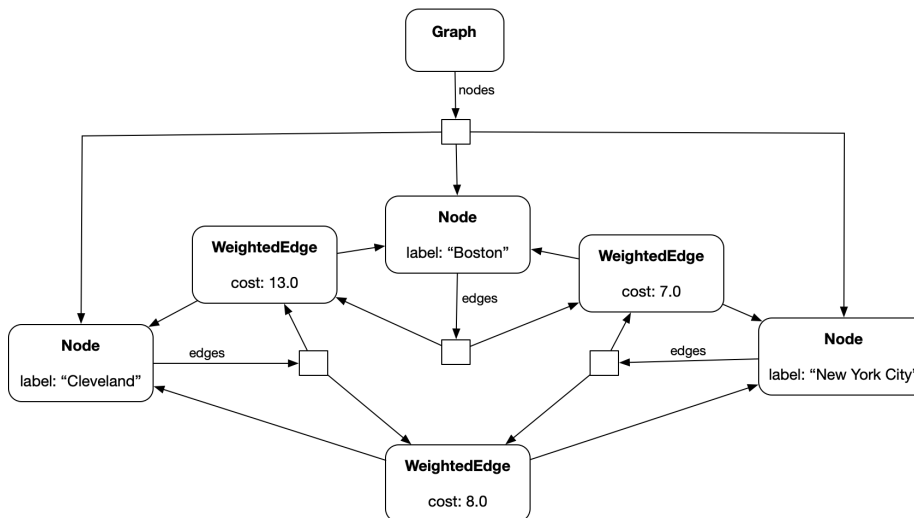 Graph
nodes
Node
label: “Boston”
WeightedEdge
cost: 13.0
WeightedEdge
cost: 7.0
edges
Node
label: “Cleveland”
edges
edges
Node
label: “New York City”
WeightedEdge
cost: 8.0